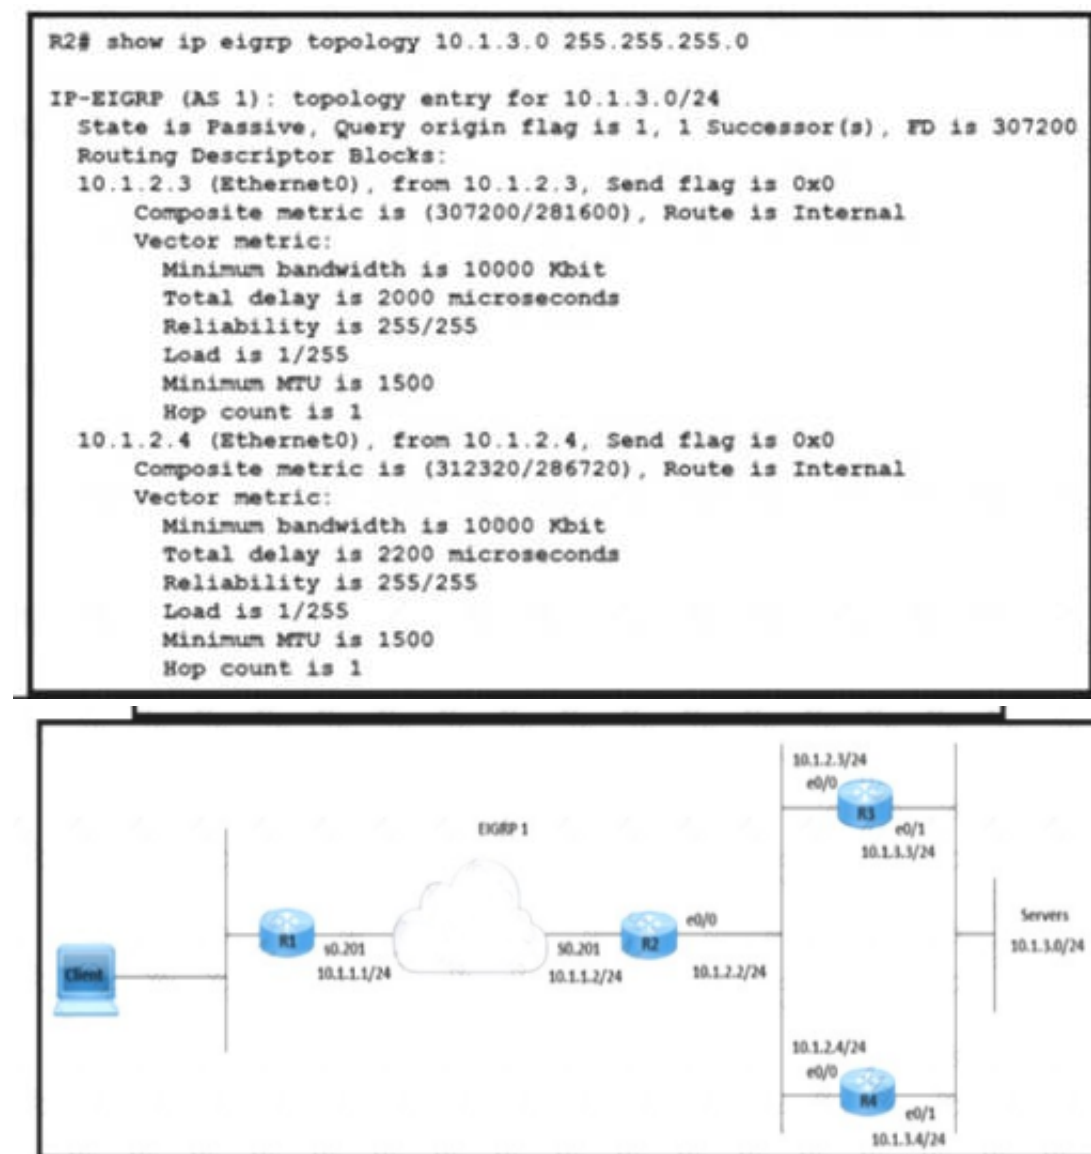 R2# show ip eigrp topology 10.1.3.0 255.255.255.0
IP-EIGRP (AS 1): topology entry for 10.1.3.0/24
State is Passive, Query origin flag is 1, 1 Successor(s), FD is 307200
Routing Descriptor Blocks:
10.1.2.3 (Ethernet0), from 10.1.2.3, Send flag is 0x0
Composite metric is (307200/281600), Route is Internal
Vector metric:
Minimum bandwidth is 10000 Kbit
Total delay is 2000 microseconds
Reliability is 255/255
Load is 1/255
Minimum MTU is 1500
Hop count is 1
10.1.2.4 (Ethernet0), from 10.1.2.4, Send flag is 0x0
Composite metric is (312320/286720), Route is Internal
Vector metric:
Minimum bandwidth is 10000 Kbit
Total delay is 2200 microseconds
Reliability is 255/255
Load is 1/255
Minimum MTU is 1500
Hop count is 1
10.1.2.3/24
e0/0
R3
e0/1
10.1.3.3/24
EIGRP 1
Client
R1
s0.201
10.1.1.1/24
S0.201
10.1.1.2/24
R2
e0/0
10.1.2.2/24
Servers
10.1.3.0/24
10.1.2.4/24
e0/0
R4
e0/1
10.1.3.4/24